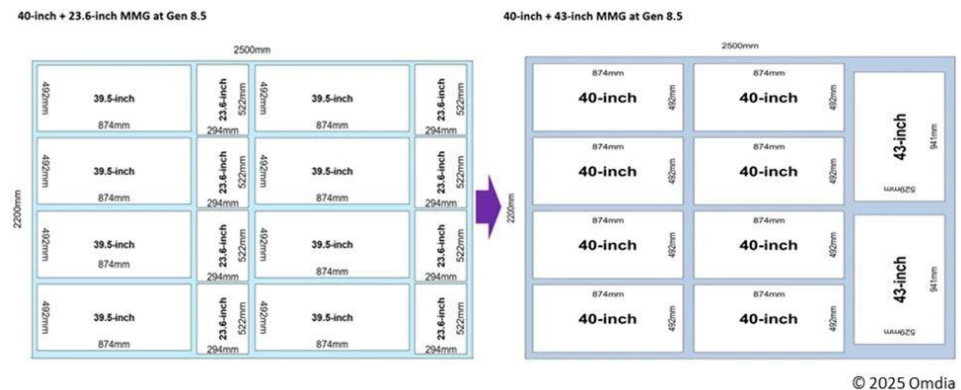 40-inch + 23.6-inch MMG at Gen 8.5
2500mm
2200mm
492mm
39.5-inch
874mm
23.6-inch
522mm
294mm
492mm
39.5-inch
874mm
23.6-inch
522mm
294mm
492mm
39.5-inch
874mm
23.6-inch
522mm
294mm
492mm
39.5-inch
874mm
23.6-inch
522mm
294mm
492mm
39.5-inch
874mm
23.6-inch
522mm
294mm
492mm
39.5-inch
874mm
23.6-inch
522mm
294mm
492mm
39.5-inch
874mm
23.6-inch
522mm
294mm
492mm
39.5-inch
874mm
23.6-inch
522mm
294mm
40-inch + 43-inch MMG at Gen 8.5
2500mm
2200mm
874mm
40-inch
492mm
874mm
40-inch
492mm
874mm
40-inch
492mm
874mm
40-inch
492mm
874mm
40-inch
492mm
874mm
40-inch
492mm
874mm
40-inch
492mm
874mm
40-inch
492mm
43-inch
941mm
529mm
43-inch
941mm
529mm
© 2025 Omdia